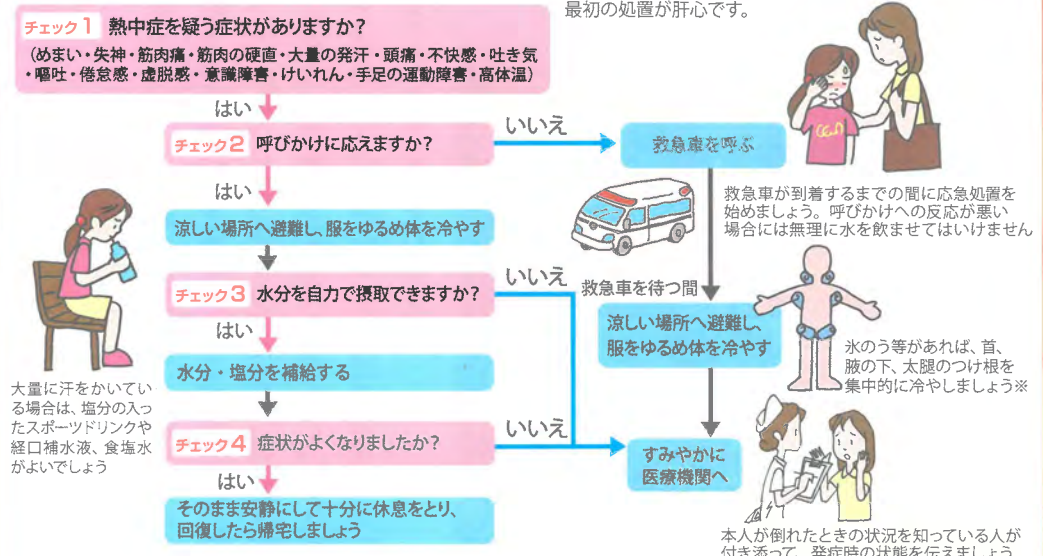 最初の処置が肝心です。
チェック1 熱中症を疑う症状がありますか?
(めまい・失神・筋肉痛・筋肉の硬直・大量の発汗・頭痛・不快感・吐き気
・嘔吐・倦怠感・虚脱感・意識障害・けいれん・手足の運動障害・高体温)
はい
チェック2 呼びかけに応えますか?
いいえ
救急車を呼ぶ
はい
涼しい場所へ避難し、服をゆるめ体を冷やす
救急車が到着するまでの間に応急処置を
始めましょう。呼びかけへの反応が悪い
場合には無理に水を飲ませてはいけません
チェック3 水分を自力で摂取できますか?
いいえ
救急車を待つ間
涼しい場所へ避難し、
服をゆるめ体を冷やす
はい
水分・塩分を補給する
氷のう等があれば、首、
腋の下、太腿のつけ根を
集中的に冷やしましょう※
大量に汗をかいてい
る場合は、塩分の入っ
たスポーツドリンクや
経口補水液、食塩水
がよいでしょう
チェック4 症状がよくなりましたか?
いいえ
すみやかに
医療機関へ
はい
そのまま安静にして十分に休息をとり、
回復したら帰宅しましょう
本人が倒れたときの状況を知っている人が
付き添って、発症時の状態を伝えましょう